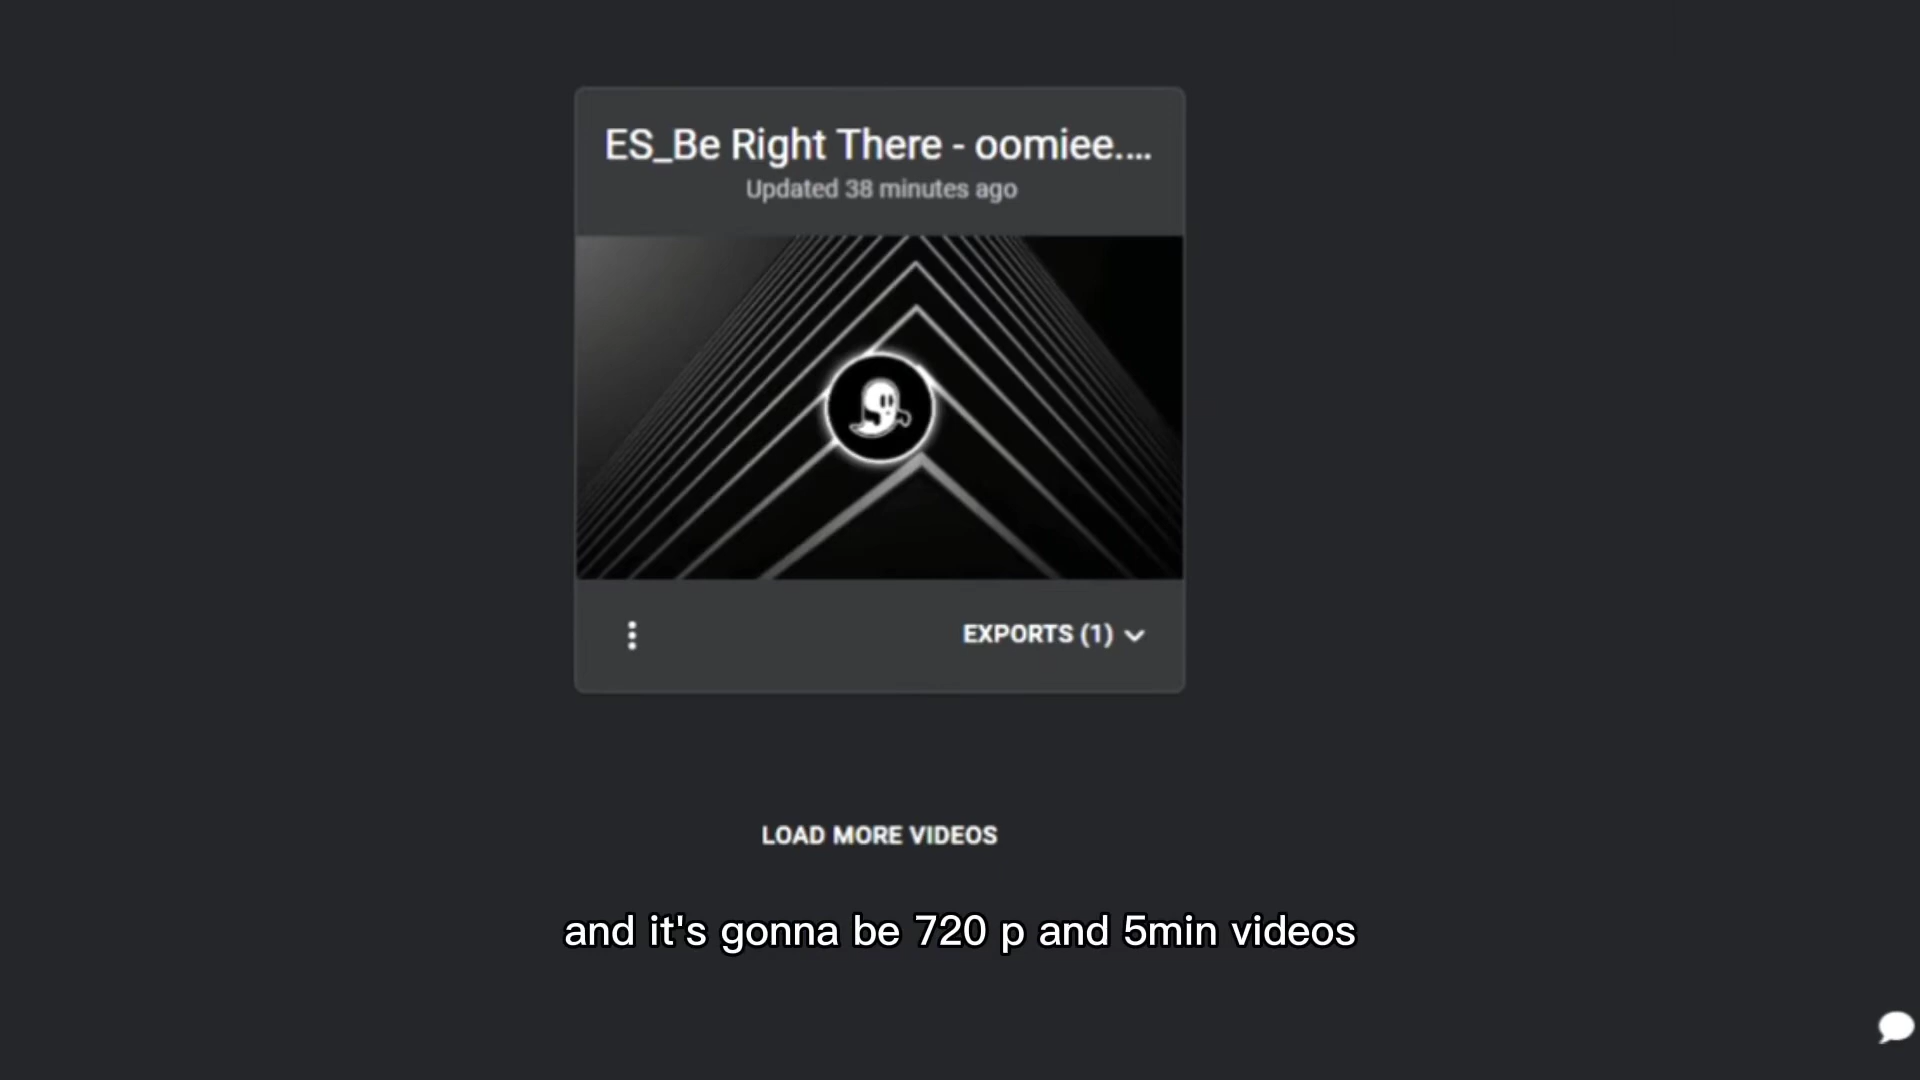 ES_Be Right There - oomiee....
Updated 38 minutes ago
EXPORTS (1)
LOAD MORE VIDEOS
and it's gonna be 720 p and 5min videos